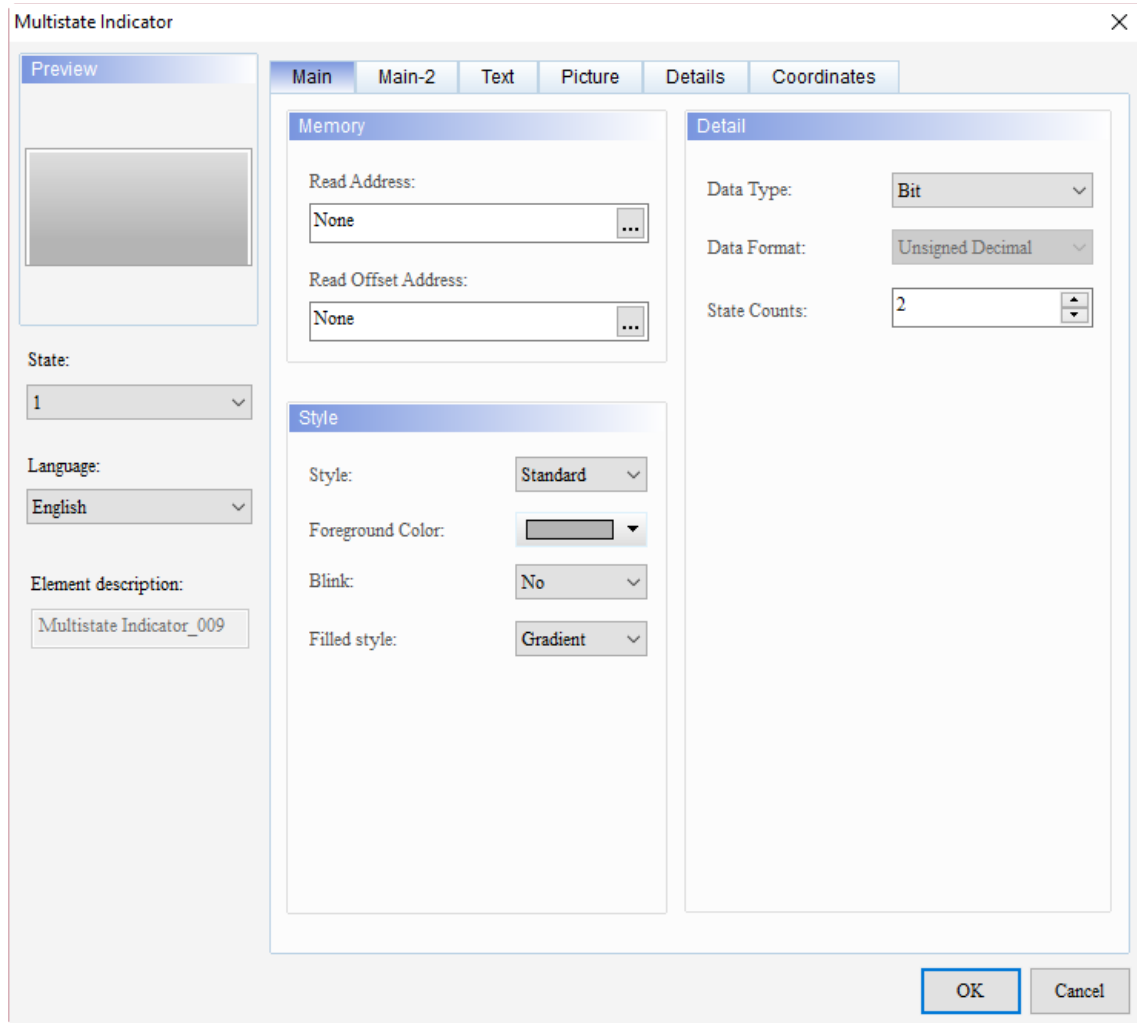 Multistate Indicator
Preview
State:
1
Language:
English
Element description:
Multistate Indicator_009
Main Main-2 Text Picture Details Coordinates
Memory
Read Address:
None
...
Read Offset Address:
None
...
Style
Style: Standard
Foreground Color:
Blink: No
Filled style: Gradient
Detail
Data Type: Bit
Data Format: Unsigned Decimal
State Counts: 2
OK Cancel